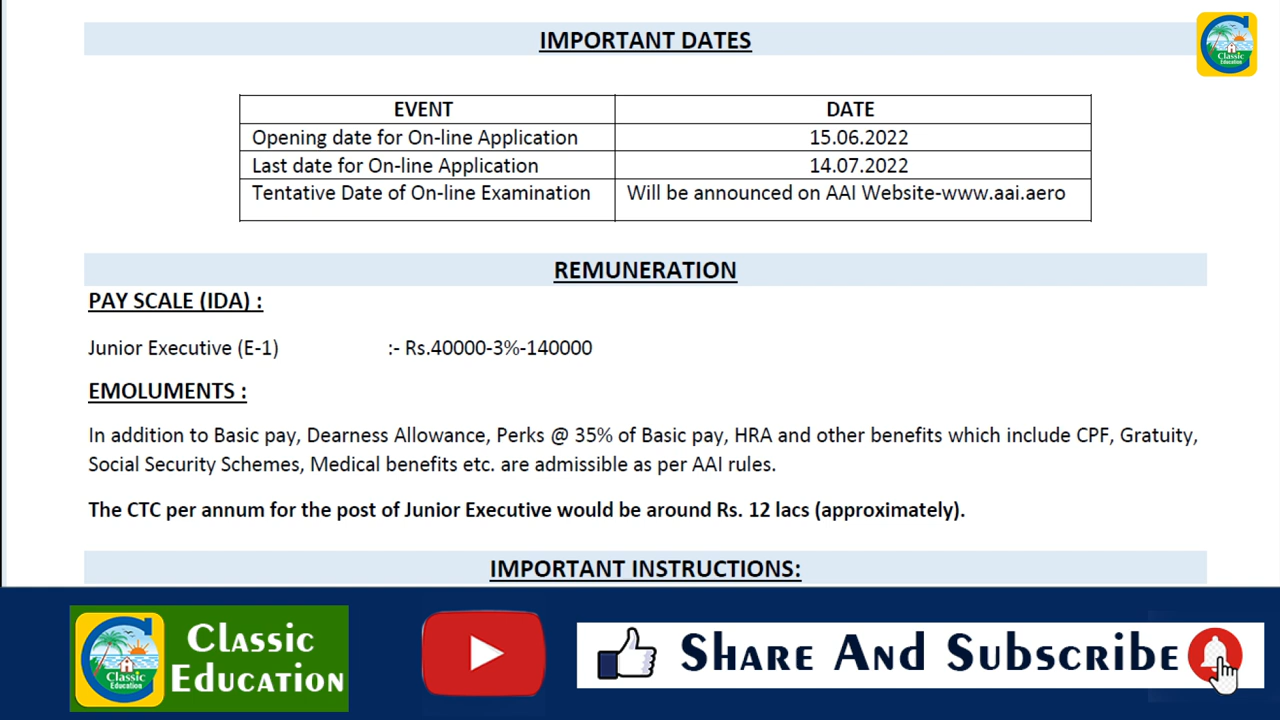 IMPORTANT DATES
Classic
Education
EVENT DATE
Opening date for On-line Application 15.06.2022
Last date for On-line Application 14.07.2022
Tentative Date of On-line Examination Will be announced on AAI Website-www.aai.aero
REMUNERATION
PAY SCALE (IDA) :
Junior Executive (E-1) :- Rs.40000-3%-140000
EMOLUMENTS :
In addition to Basic pay, Dearness Allowance, Perks @ 35% of Basic pay, HRA and other benefits which include CPF, Gratuity,
Social Security Schemes, Medical benefits etc. are admissible as per AAI rules.
The CTC per annum for the post of Junior Executive would be around Rs. 12 lacs (approximately).
IMPORTANT INSTRUCTIONS:
Classic
Education
Classic
Education
Share And Subscribe